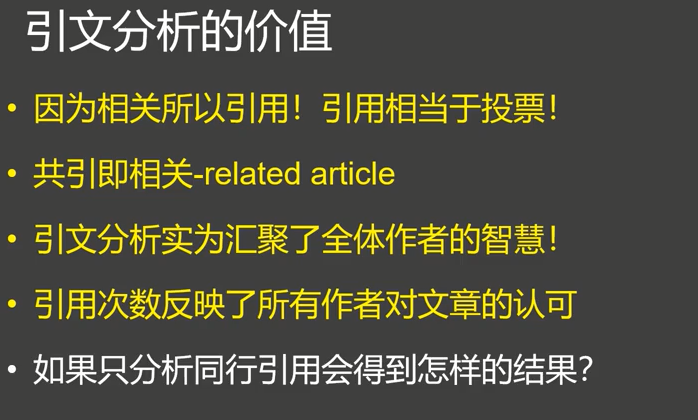 引文分析的价值
• 因为相关所以引用！引用相当于投票！
• 共引即相关-related article
• 引文分析实为汇聚了全体作者的智慧！
• 引用次数反映了所有作者对文章的认可
• 如果只分析同行引用会得到怎样的结果？